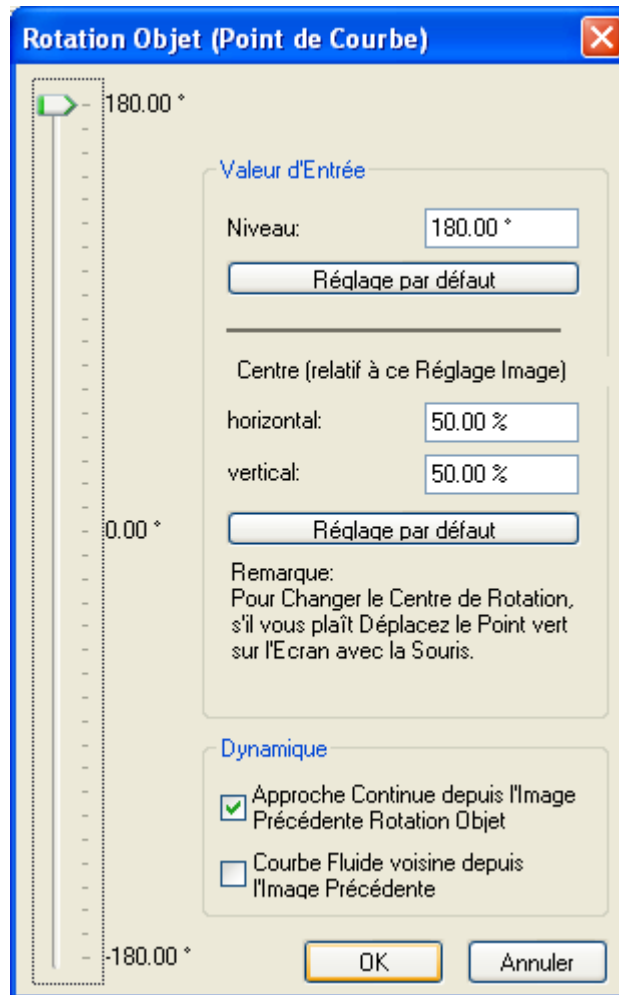 Rotation Objet (Point de Courbe)
180.00 °
Valeur d'Entrée
Niveau:
180.00 °
Réglage par défaut
Centre (relatif à ce Réglage Image)
horizontal:
50.00 %
vertical:
50.00 %
0.00 °
Réglage par défaut
Remarque:
Pour Changer le Centre de Rotation,
s'il vous plaît Déplacez le Point vert
sur l'Ecran avec la Souris.
Dynamique
Approche Continue depuis l'Image
Précédente Rotation Objet
Courbe Fluide voisine depuis
l'Image Précédente
-180.00 °
OK
Annuler